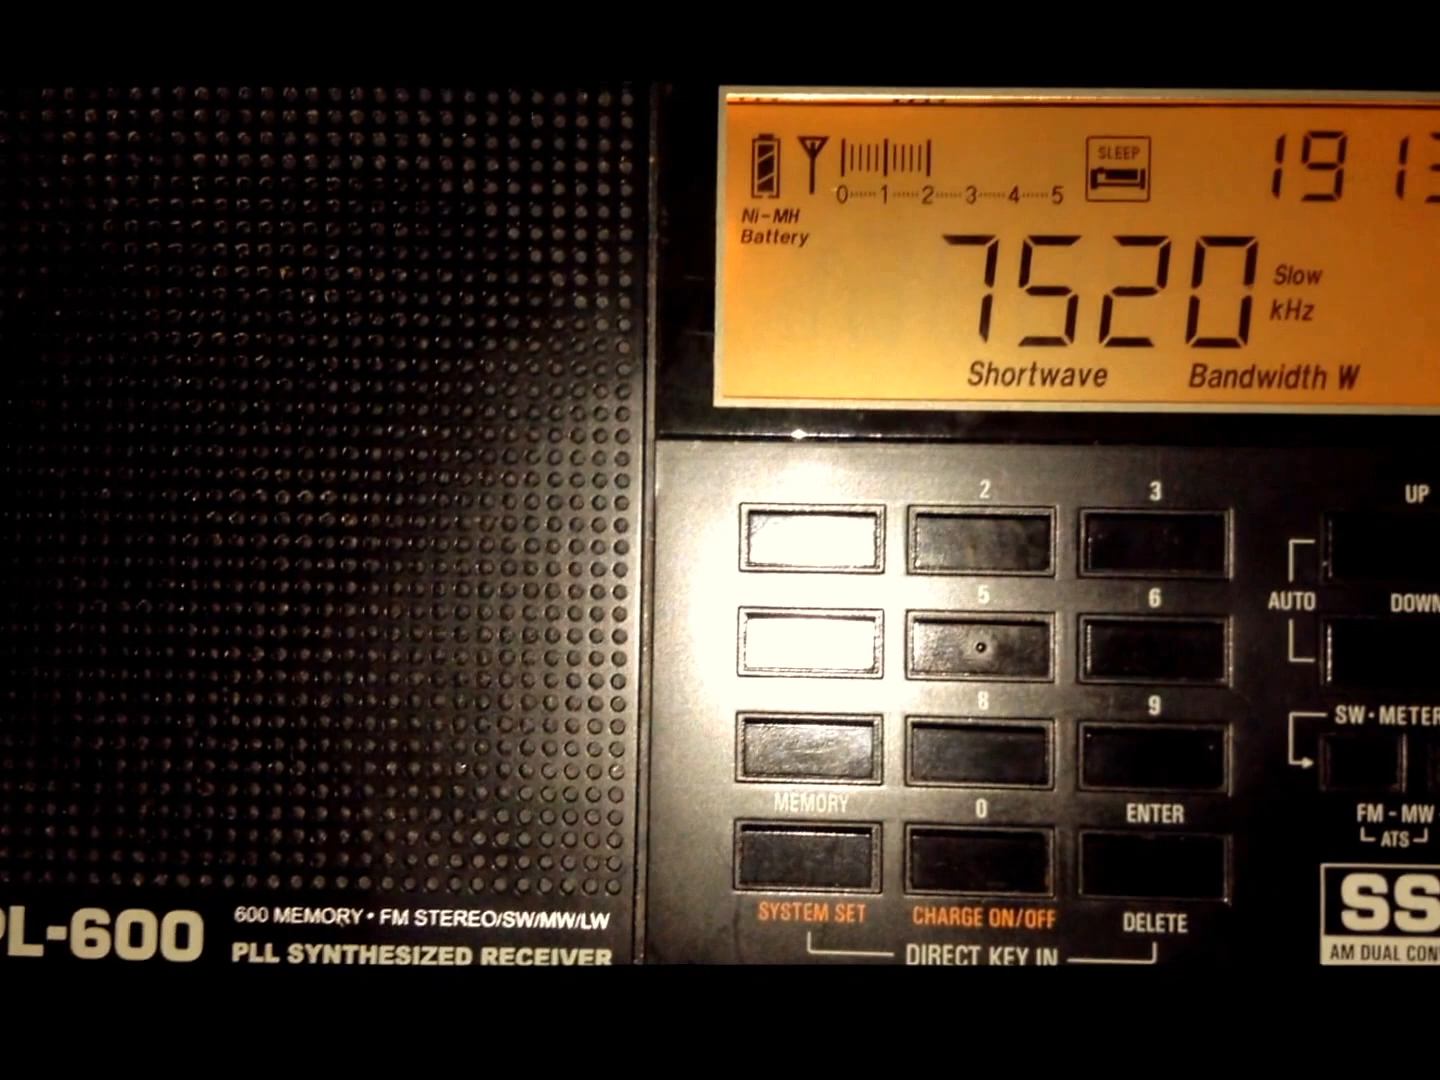 SLEEP 191
0 1 2 3 4 5
Ni-MH
Battery
7520 Slow
kHz
Shortwave Bandwidth W
2 3 UP
5 6 AUTO DOWN
8 9 SW·METER
MEMORY 0 ENTER FM - MW
ATS
SYSTEM SET CHARGE ON/OFF DELETE
DIRECT KEY IN
SS
AM DUAL CON
PL-600
600 MEMORY • FM STEREO/SW/MW/LW
PLL SYNTHESIZED RECEIVER